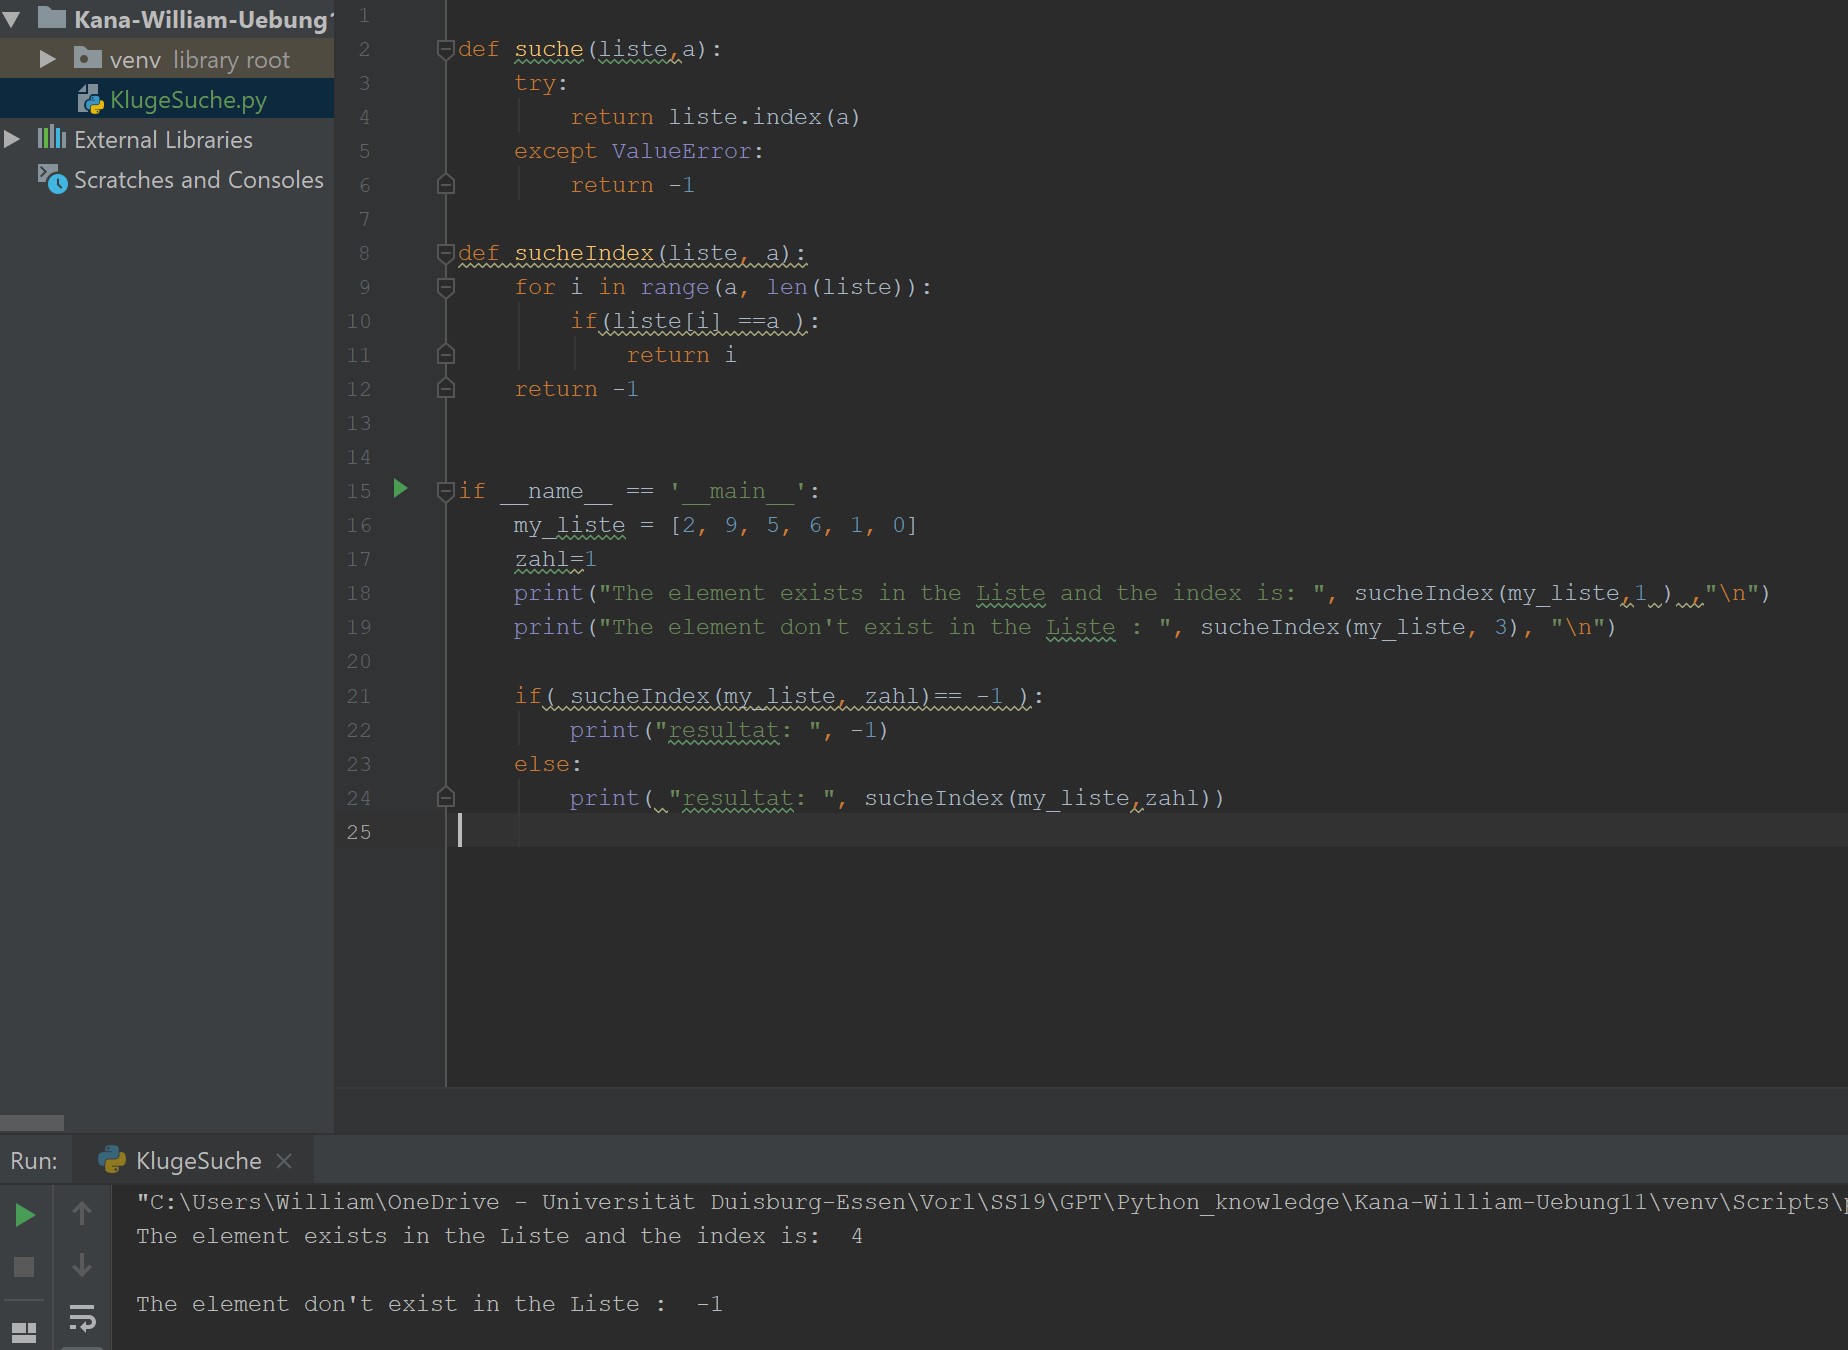 Kana-William-Uebung1
venv library root
KlugeSuche.py
External Libraries
Scratches and Consoles
1
2 def suche(liste,a):
3 try:
4 return liste.index(a)
5 except ValueError:
6 return -1
7
8 def sucheIndex(liste, a):
9 for i in range(a, len(liste)):
10 if(liste[i] ==a ):
11 return i
12 return -1
13
14
15 if __name__ == '__main__':
16 my_liste = [2, 9, 5, 6, 1, 0]
17 zahl=1
18 print("The element exists in the Liste and the index is: ", sucheIndex(my_liste,1 ) ,"\n")
19 print("The element don't exist in the Liste : ", sucheIndex(my_liste, 3), "\n")
20
21 if( sucheIndex(my_liste, zahl)== -1 ):
22 print("resultat: ", -1)
23 else:
24 print( "resultat: ", sucheIndex(my_liste,zahl))
25
Run: KlugeSuche
"C:\Users\William\OneDrive - Universität Duisburg-Essen\Vorl\SS19\GPT\Python_knowledge\Kana-William-Uebung11\venv\Scripts\p
The element exists in the Liste and the index is:  4
The element don't exist in the Liste :  -1